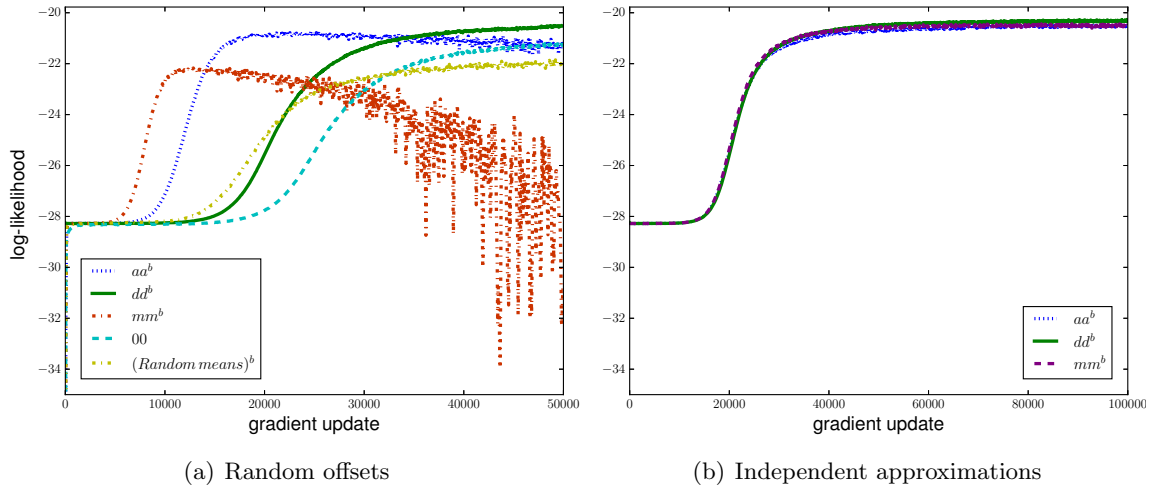 −20
−22
−24
−26
−28
−30
−32
−34
log-likelihood
0 10000 20000 30000 40000 50000
gradient update
aa^b
dd^b
mm^b
00
(Random means)^b
(a) Random offsets
−20
−22
−24
−26
−28
−30
−32
−34
0 20000 40000 60000 80000 100000
gradient update
aa^b
dd^b
mm^b
(b) Independent approximations